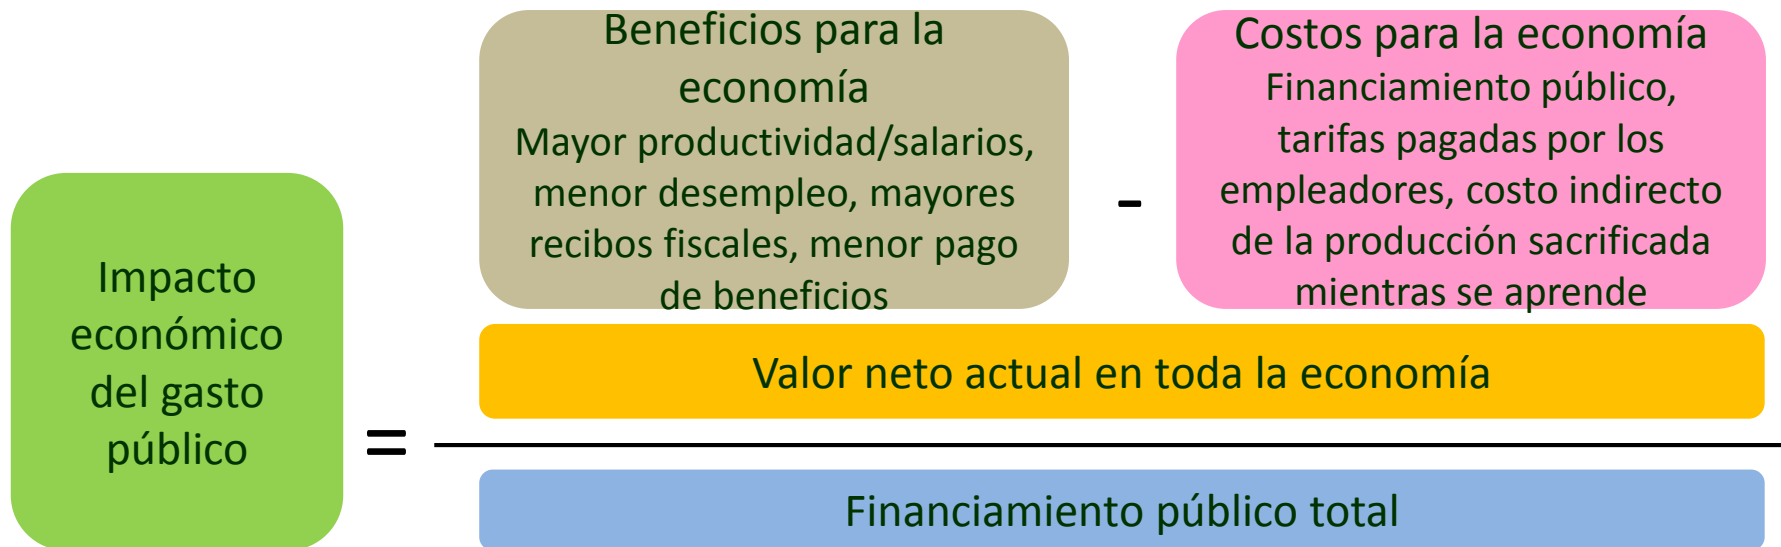 Impacto
económico
del gasto
público
=
Beneficios para la
economía
Mayor productividad/salarios,
menor desempleo, mayores
recibos fiscales, menor pago
de beneficios
-
Costos para la economía
Financiamiento público,
tarifas pagadas por los
empleadores, costo indirecto
de la producción sacrificada
mientras se aprende
Valor neto actual en toda la economía
Financiamiento público total